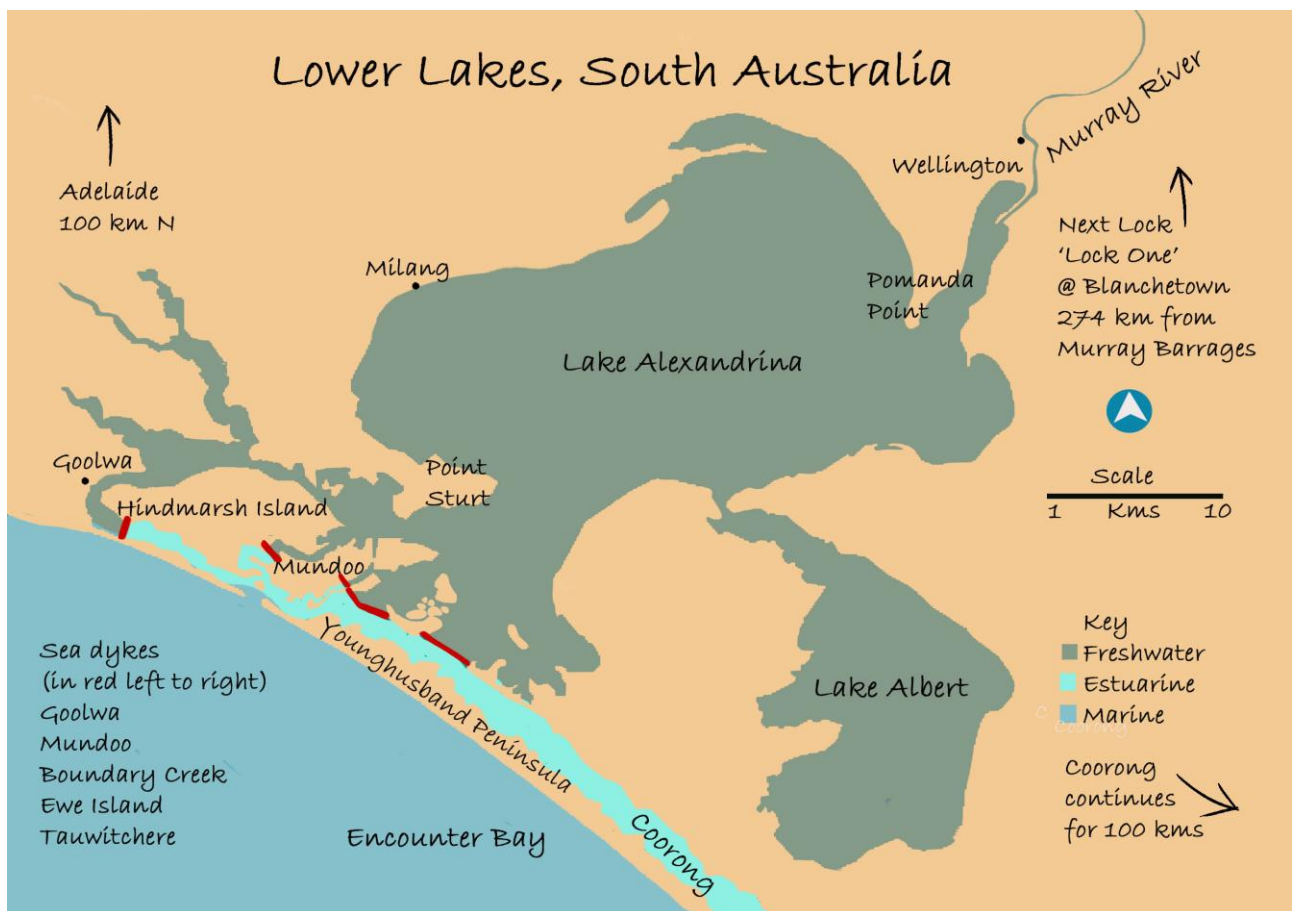 Lower Lakes, South Australia
Adelaide
100 km N
Murray River
Wellington
Next Lock
‘Lock One’
@ Blanchetown
274 km from
Murray Barrages
Milang
Pomanda
Point
Lake Alexandrina
Goolwa
Point
Sturt
Scale
1 Kms 10
Hindmarsh Island
Mundoo
Younghusband Peninsula
Lake Albert
Key
Freshwater
Estuarine
Marine
C
Coorong
Sea dykes
(in red left to right)
Goolwa
Mundoo
Boundary Creek
Ewe Island
Tauwitchere
Encounter Bay
Coorong
Coorong
continues
for 100 kms